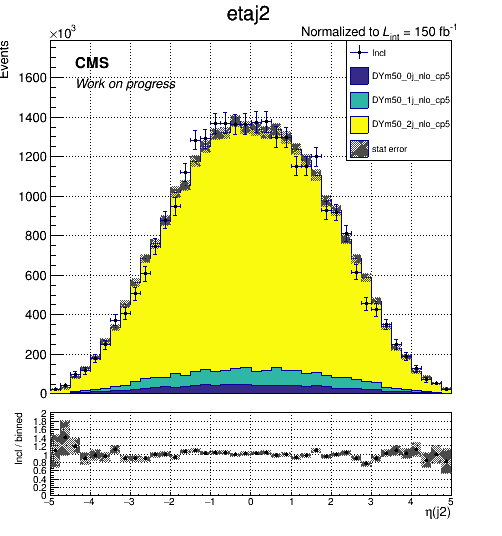 etaj2
×10³
Normalized to L_int = 150 fb⁻¹
Events
CMS
Work on progress
Incl
DYm50_0j_nlo_cp5
DYm50_1j_nlo_cp5
DYm50_2j_nlo_cp5
stat error
1600
1400
1200
1000
800
600
400
200
0
Incl / binned
2
1.8
1.6
1.4
1.2
1
0.8
0.6
0.4
0.2
0
−5 −4 −3 −2 −1 0 1 2 3 4 5
η(j2)